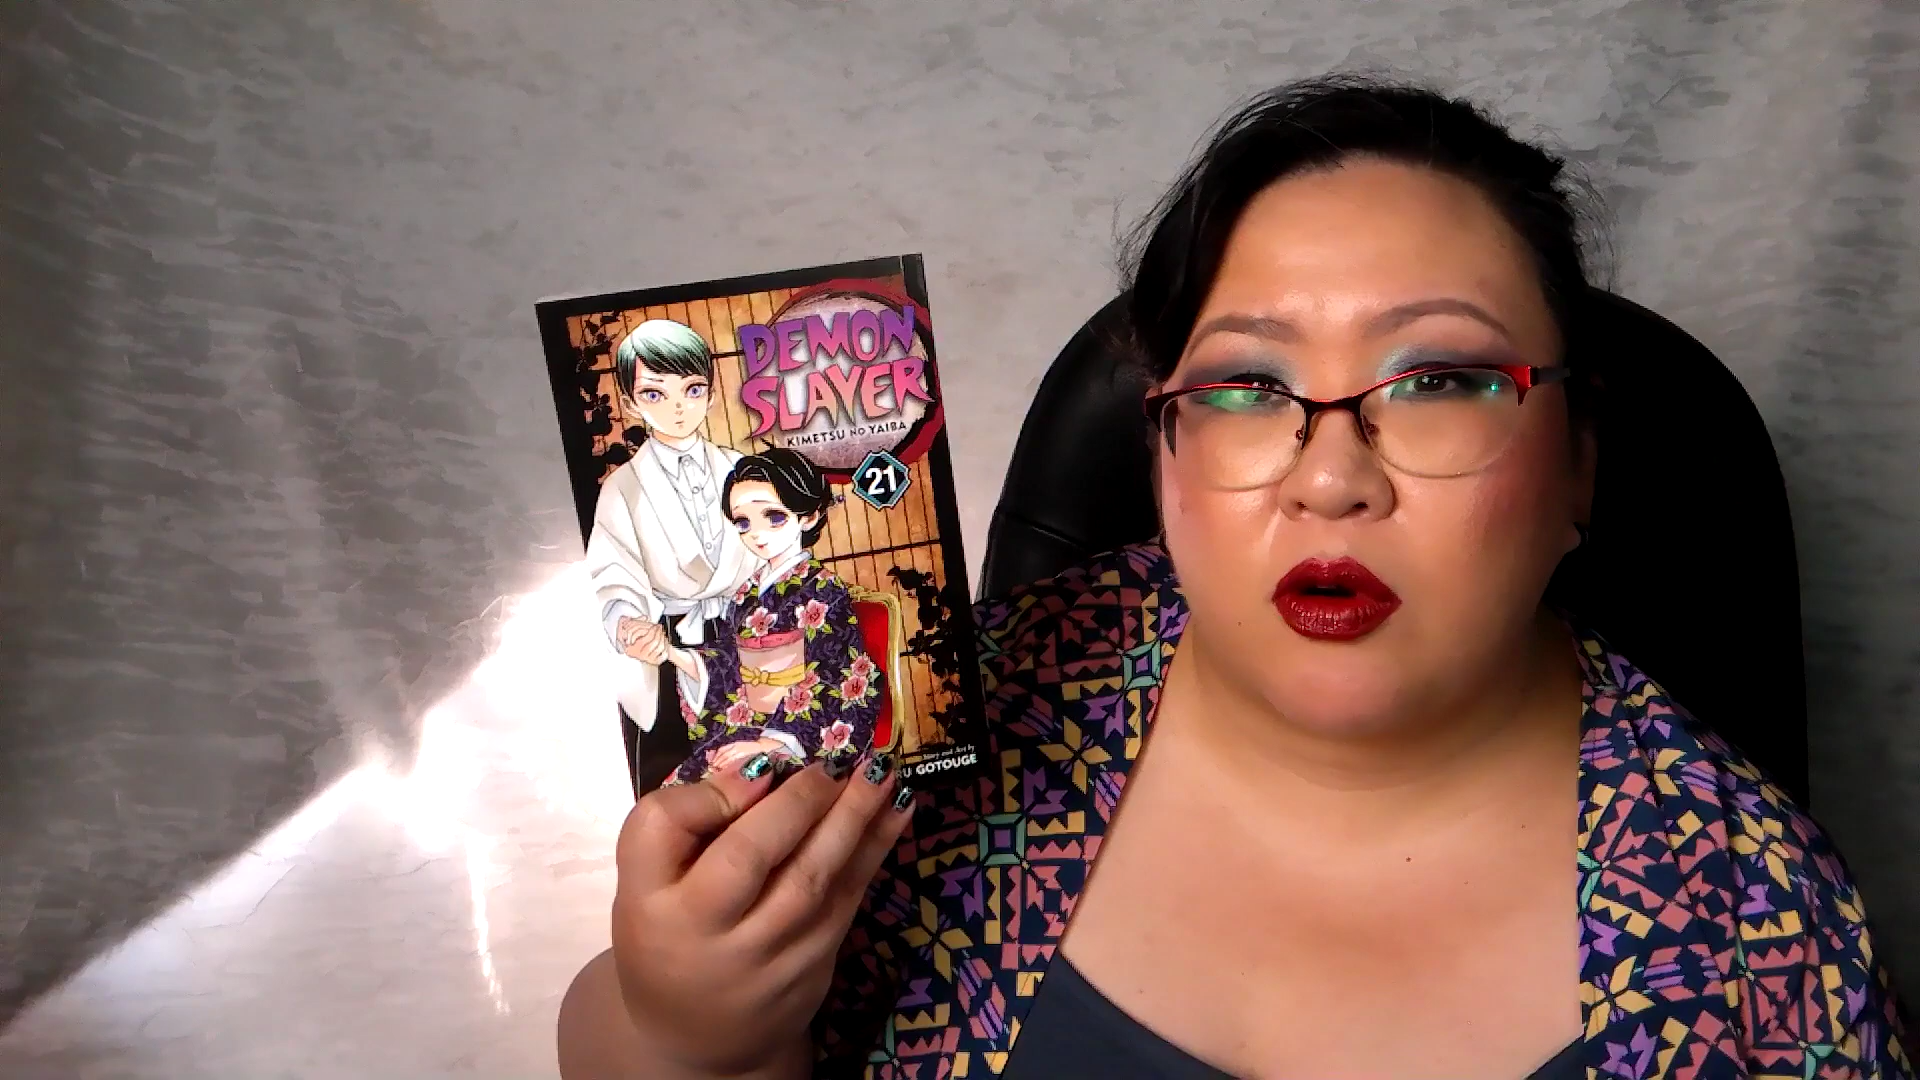 DEMON
SLAYER
KIMETSU NO YAIBA
21
Story and Art by
GOTOUGE